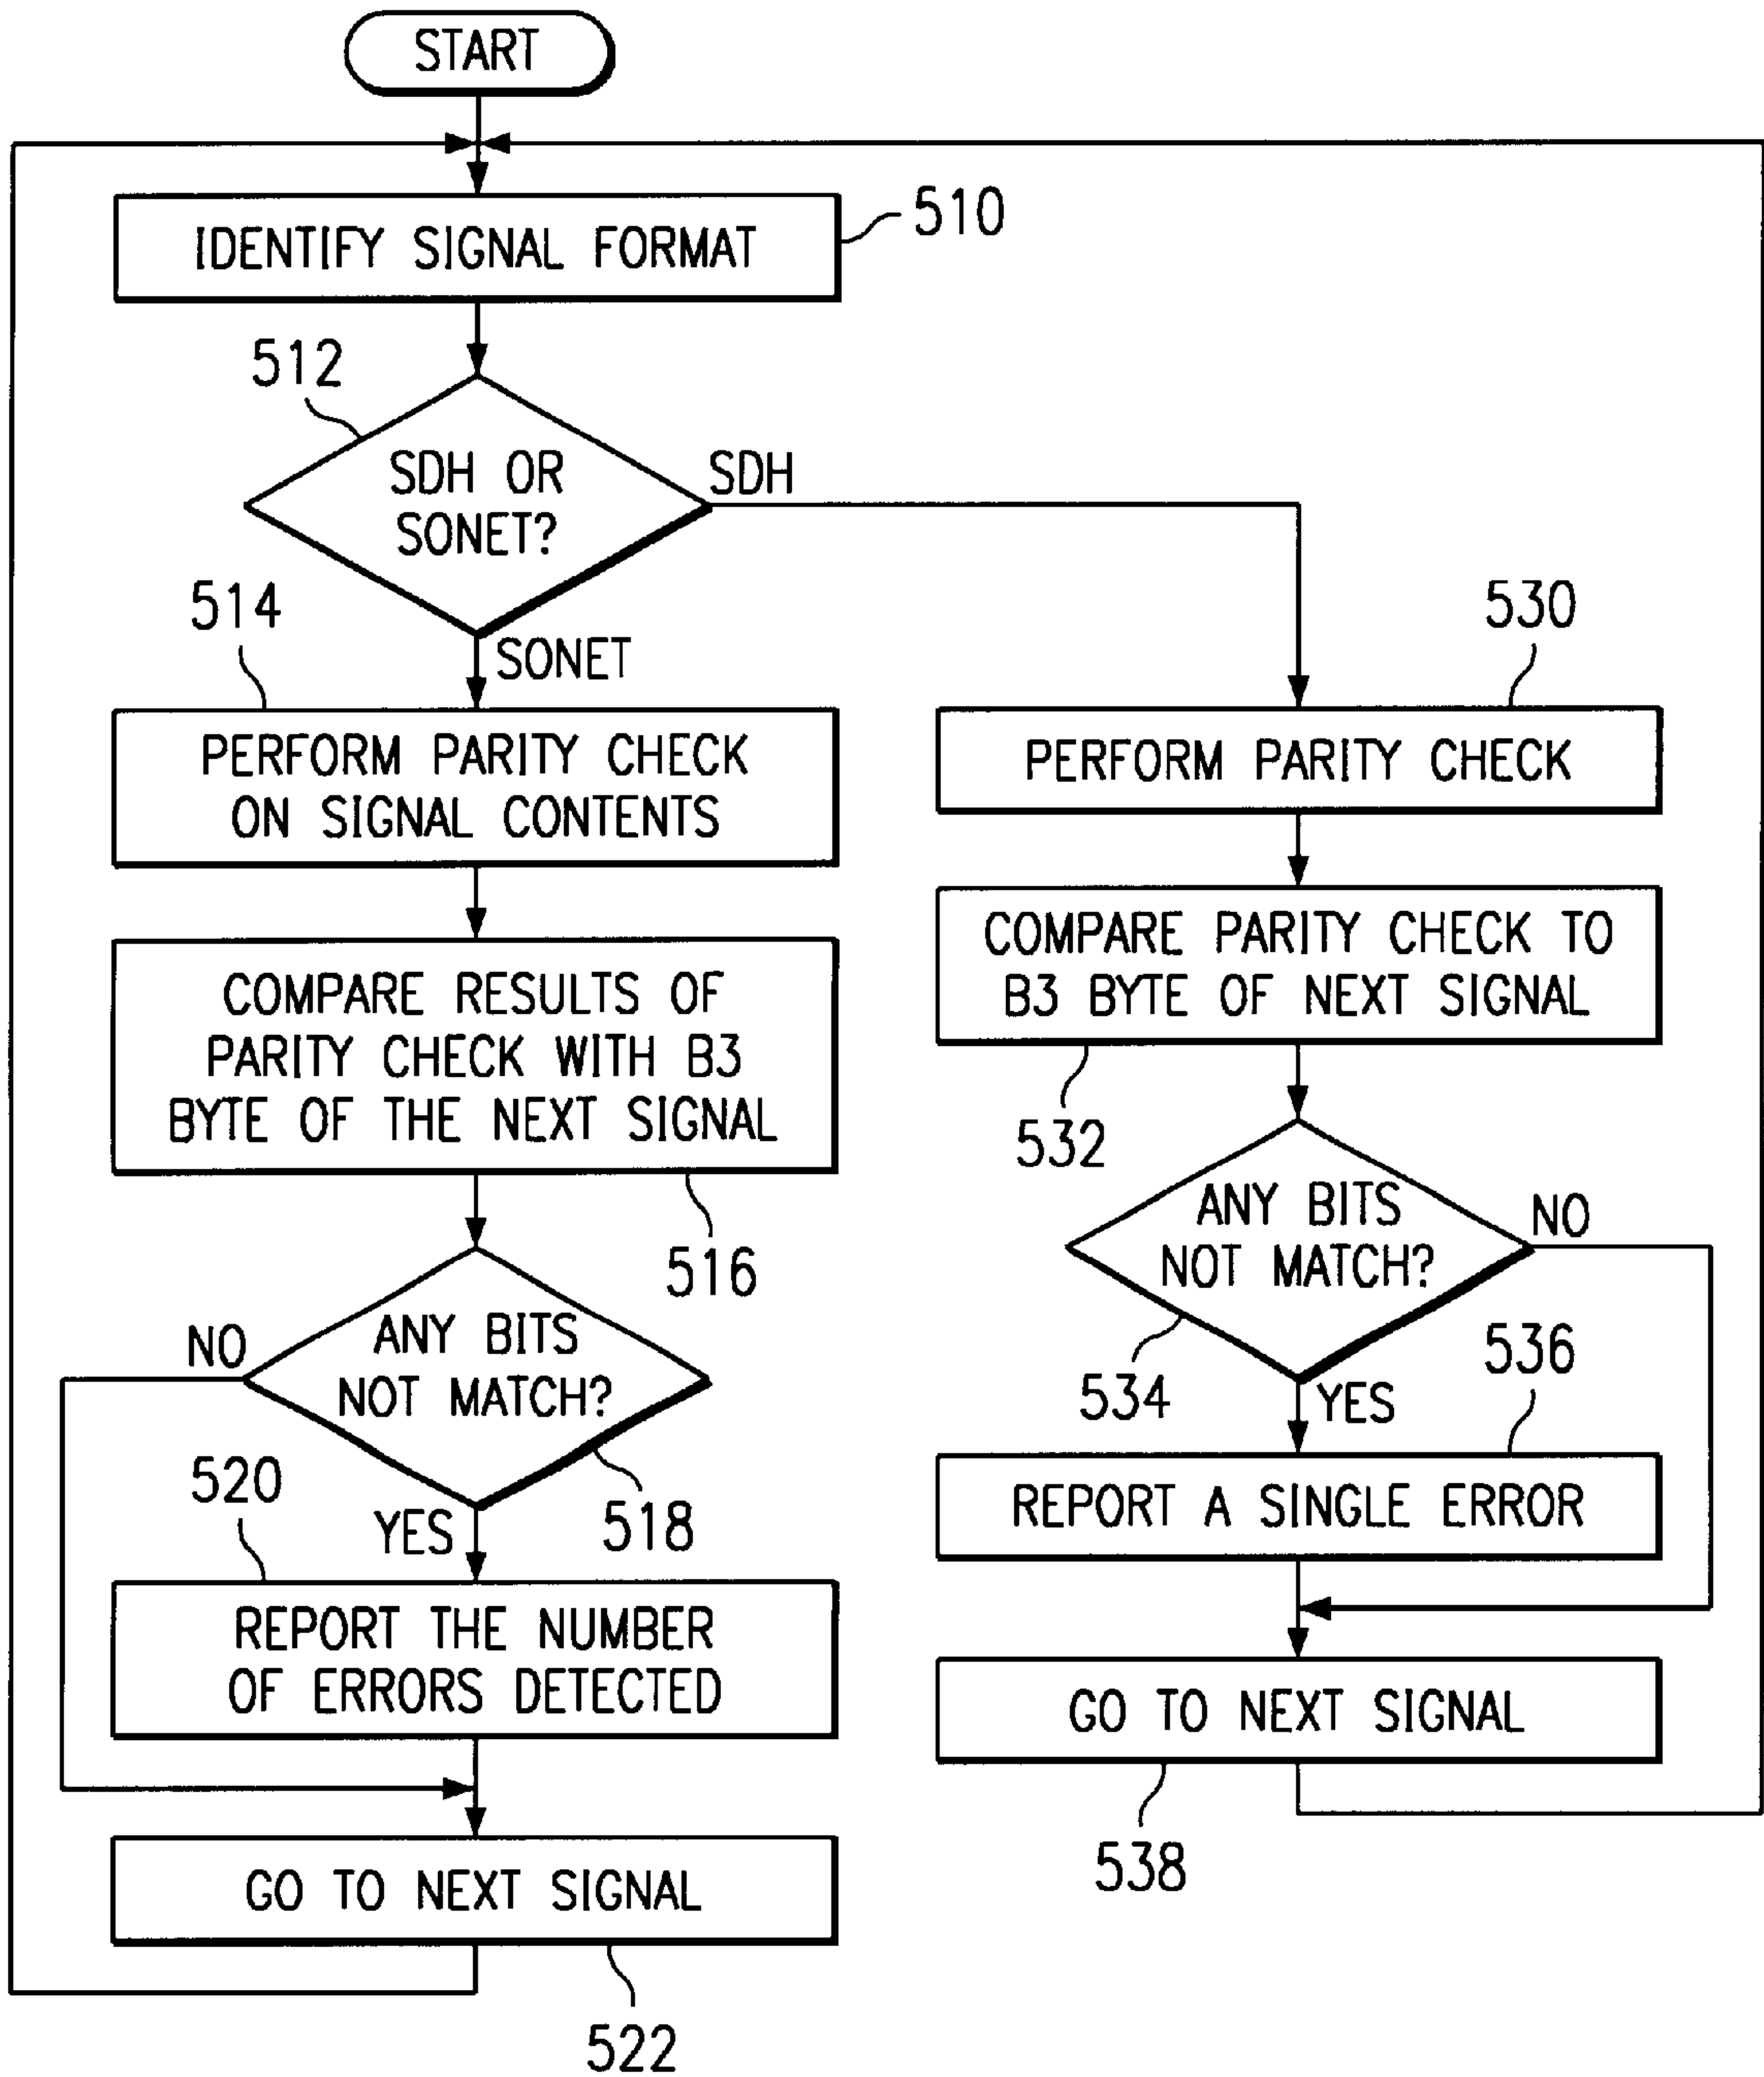 START
IDENTIFY SIGNAL FORMAT
510
512
SDH OR
SONET?
SDH
SONET
514
PERFORM PARITY CHECK
ON SIGNAL CONTENTS
COMPARE RESULTS OF
PARITY CHECK WITH B3
BYTE OF THE NEXT SIGNAL
516
ANY BITS
NOT MATCH?
NO
518
YES
520
REPORT THE NUMBER
OF ERRORS DETECTED
GO TO NEXT SIGNAL
522
530
PERFORM PARITY CHECK
COMPARE PARITY CHECK TO
B3 BYTE OF NEXT SIGNAL
532
ANY BITS
NOT MATCH?
NO
534
YES
536
REPORT A SINGLE ERROR
GO TO NEXT SIGNAL
538